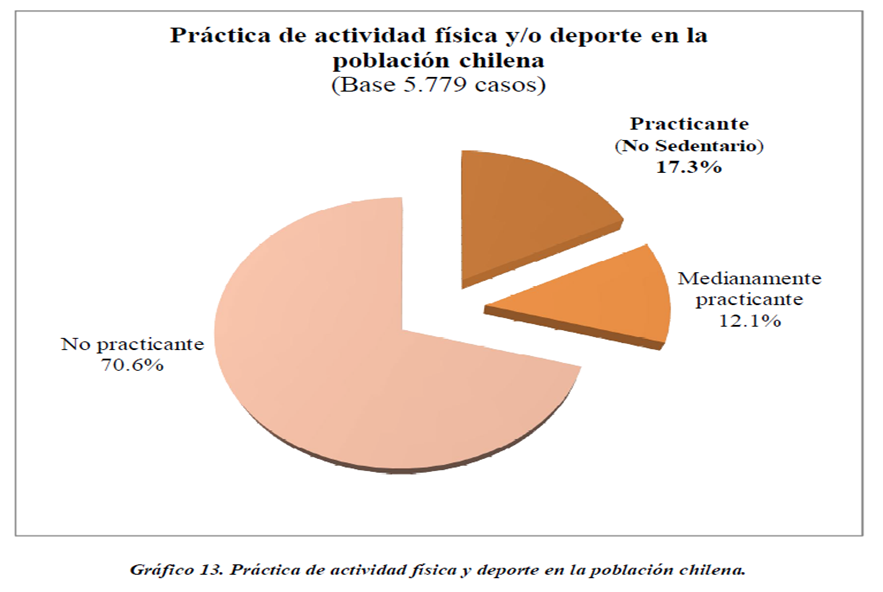 Práctica de actividad física y/o deporte en la
población chilena
(Base 5.779 casos)
Practicante
(No Sedentario)
17.3%
Medianamente
practicante
12.1%
No practicante
70.6%
Gráfico 13. Práctica de actividad física y deporte en la población chilena.